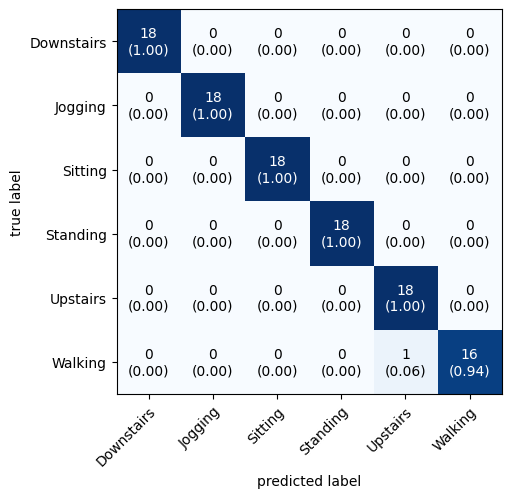 Downstairs 18 0 0 0 0 0
(1.00) (0.00) (0.00) (0.00) (0.00) (0.00)
Jogging 0 18 0 0 0 0
(0.00) (1.00) (0.00) (0.00) (0.00) (0.00)
Sitting 0 0 18 0 0 0
(0.00) (0.00) (1.00) (0.00) (0.00) (0.00)
Standing 0 0 0 18 0 0
(0.00) (0.00) (0.00) (1.00) (0.00) (0.00)
Upstairs 0 0 0 0 18 0
(0.00) (0.00) (0.00) (0.00) (1.00) (0.00)
Walking 0 0 0 0 1 16
(0.00) (0.00) (0.00) (0.00) (0.06) (0.94)
true label
Downstairs Jogging Sitting Standing Upstairs Walking
predicted label